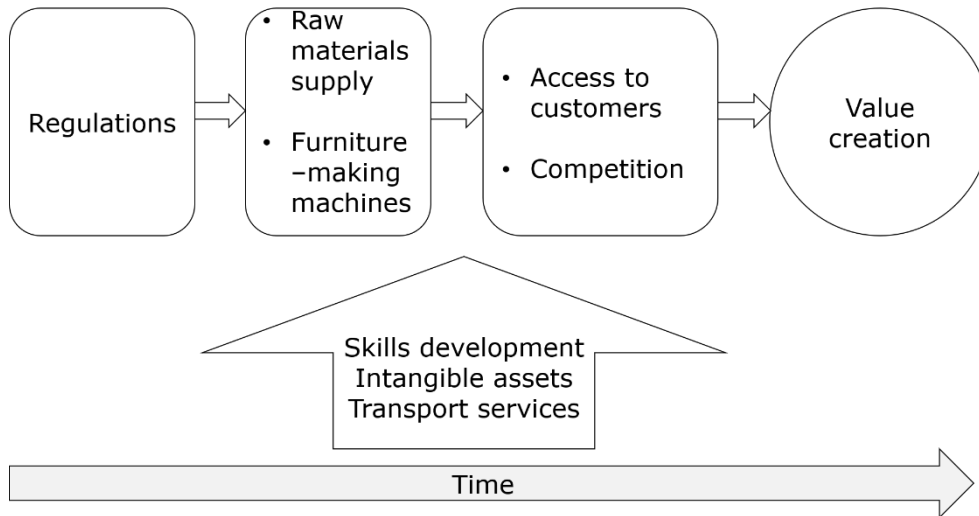 Regulations
• Raw
materials
supply
• Furniture
–making
machines
• Access to
customers
• Competition
Value
creation
Skills development
Intangible assets
Transport services
Time